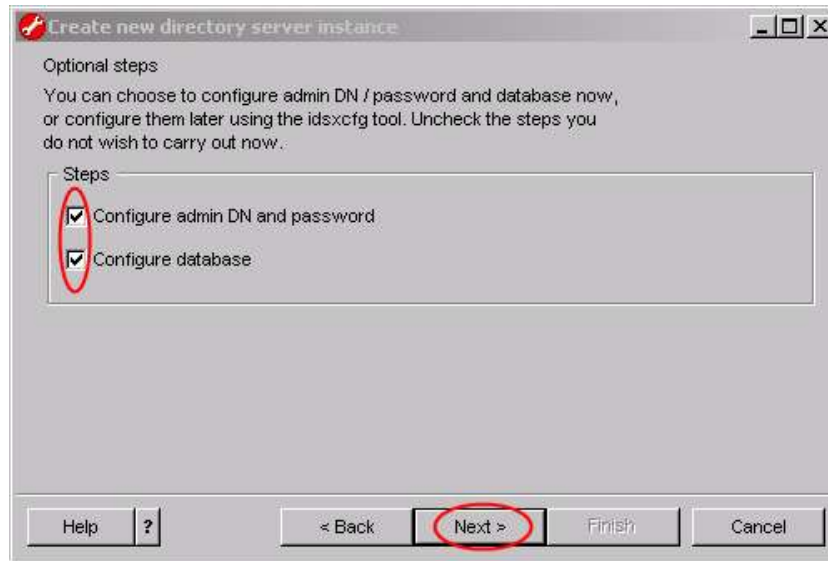 Create new directory server instance
Optional steps
You can choose to configure admin DN / password and database now,
or configure them later using the idsxcfg tool. Uncheck the steps you
do not wish to carry out now.
Steps
Configure admin DN and password
Configure database
Help
?
< Back
Next >
Finish
Cancel